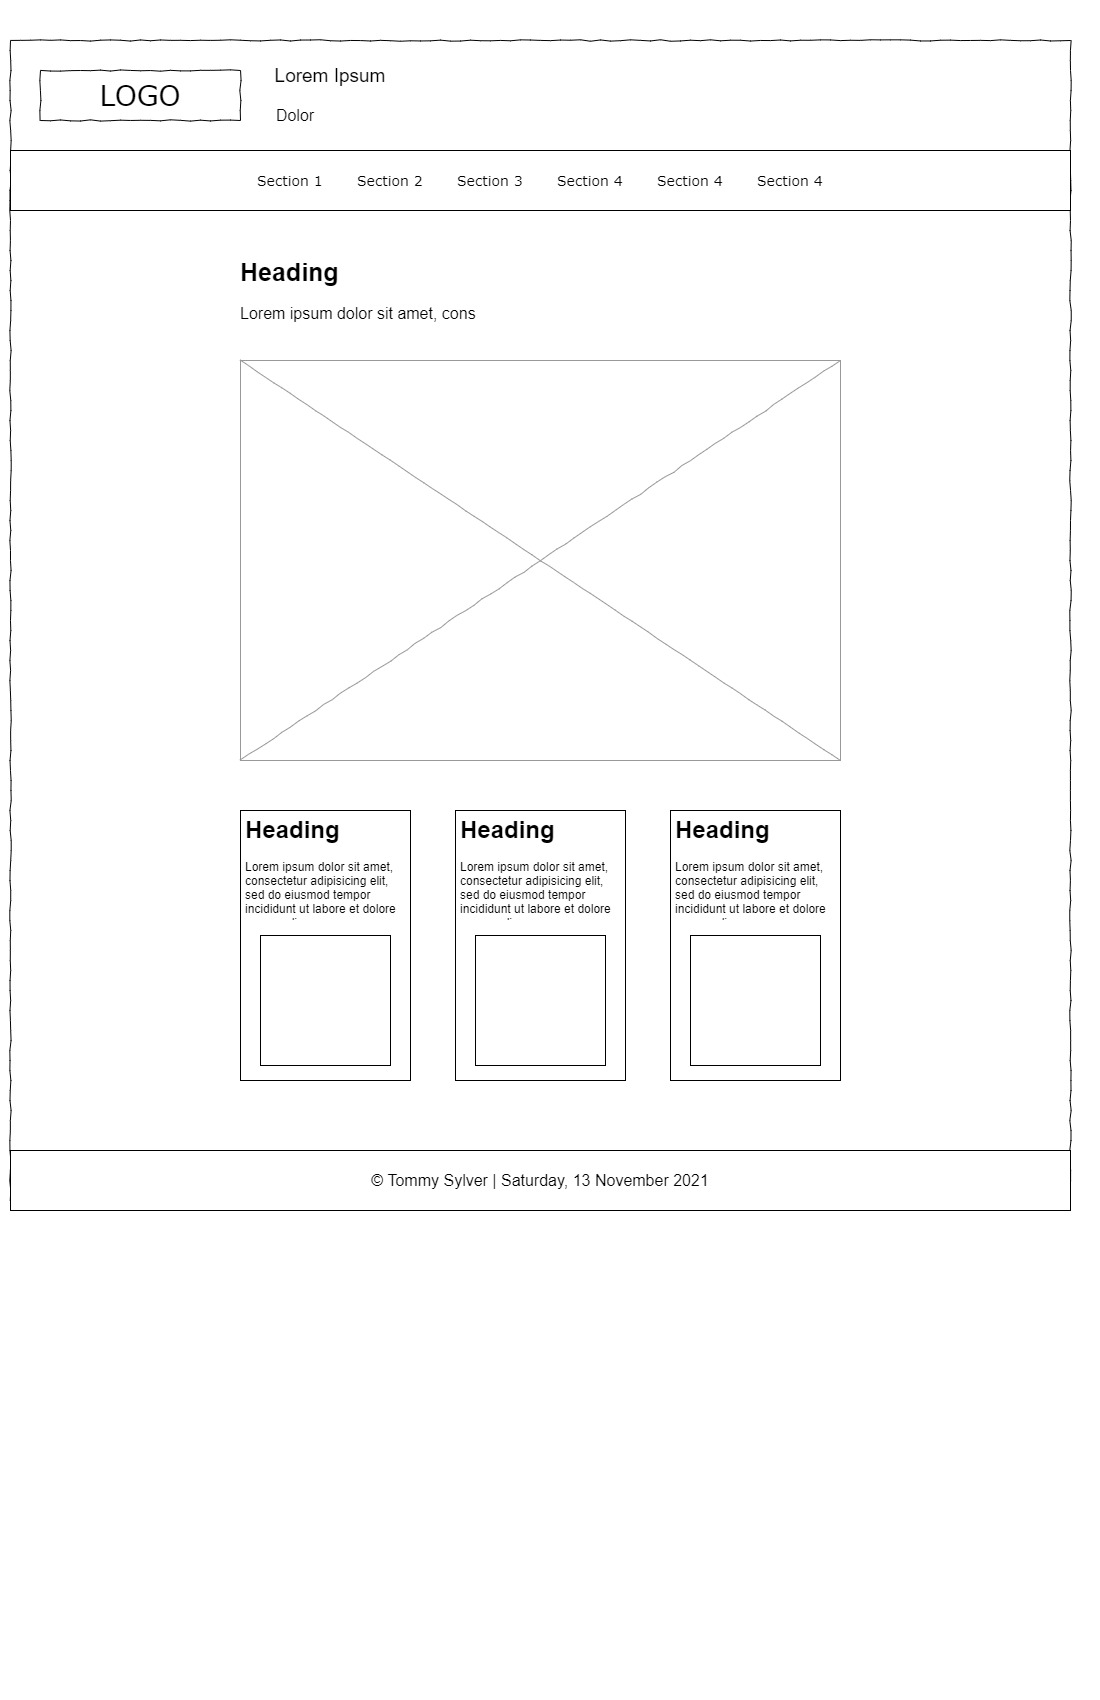 LOGO
Lorem Ipsum
Dolor
Section 1 Section 2 Section 3 Section 4 Section 4 Section 4
Heading
Lorem ipsum dolor sit amet, cons
Heading
Lorem ipsum dolor sit amet,
consectetur adipisicing elit,
sed do eiusmod tempor
incididunt ut labore et dolore
Heading
Lorem ipsum dolor sit amet,
consectetur adipisicing elit,
sed do eiusmod tempor
incididunt ut labore et dolore
Heading
Lorem ipsum dolor sit amet,
consectetur adipisicing elit,
sed do eiusmod tempor
incididunt ut labore et dolore
© Tommy Sylver | Saturday, 13 November 2021